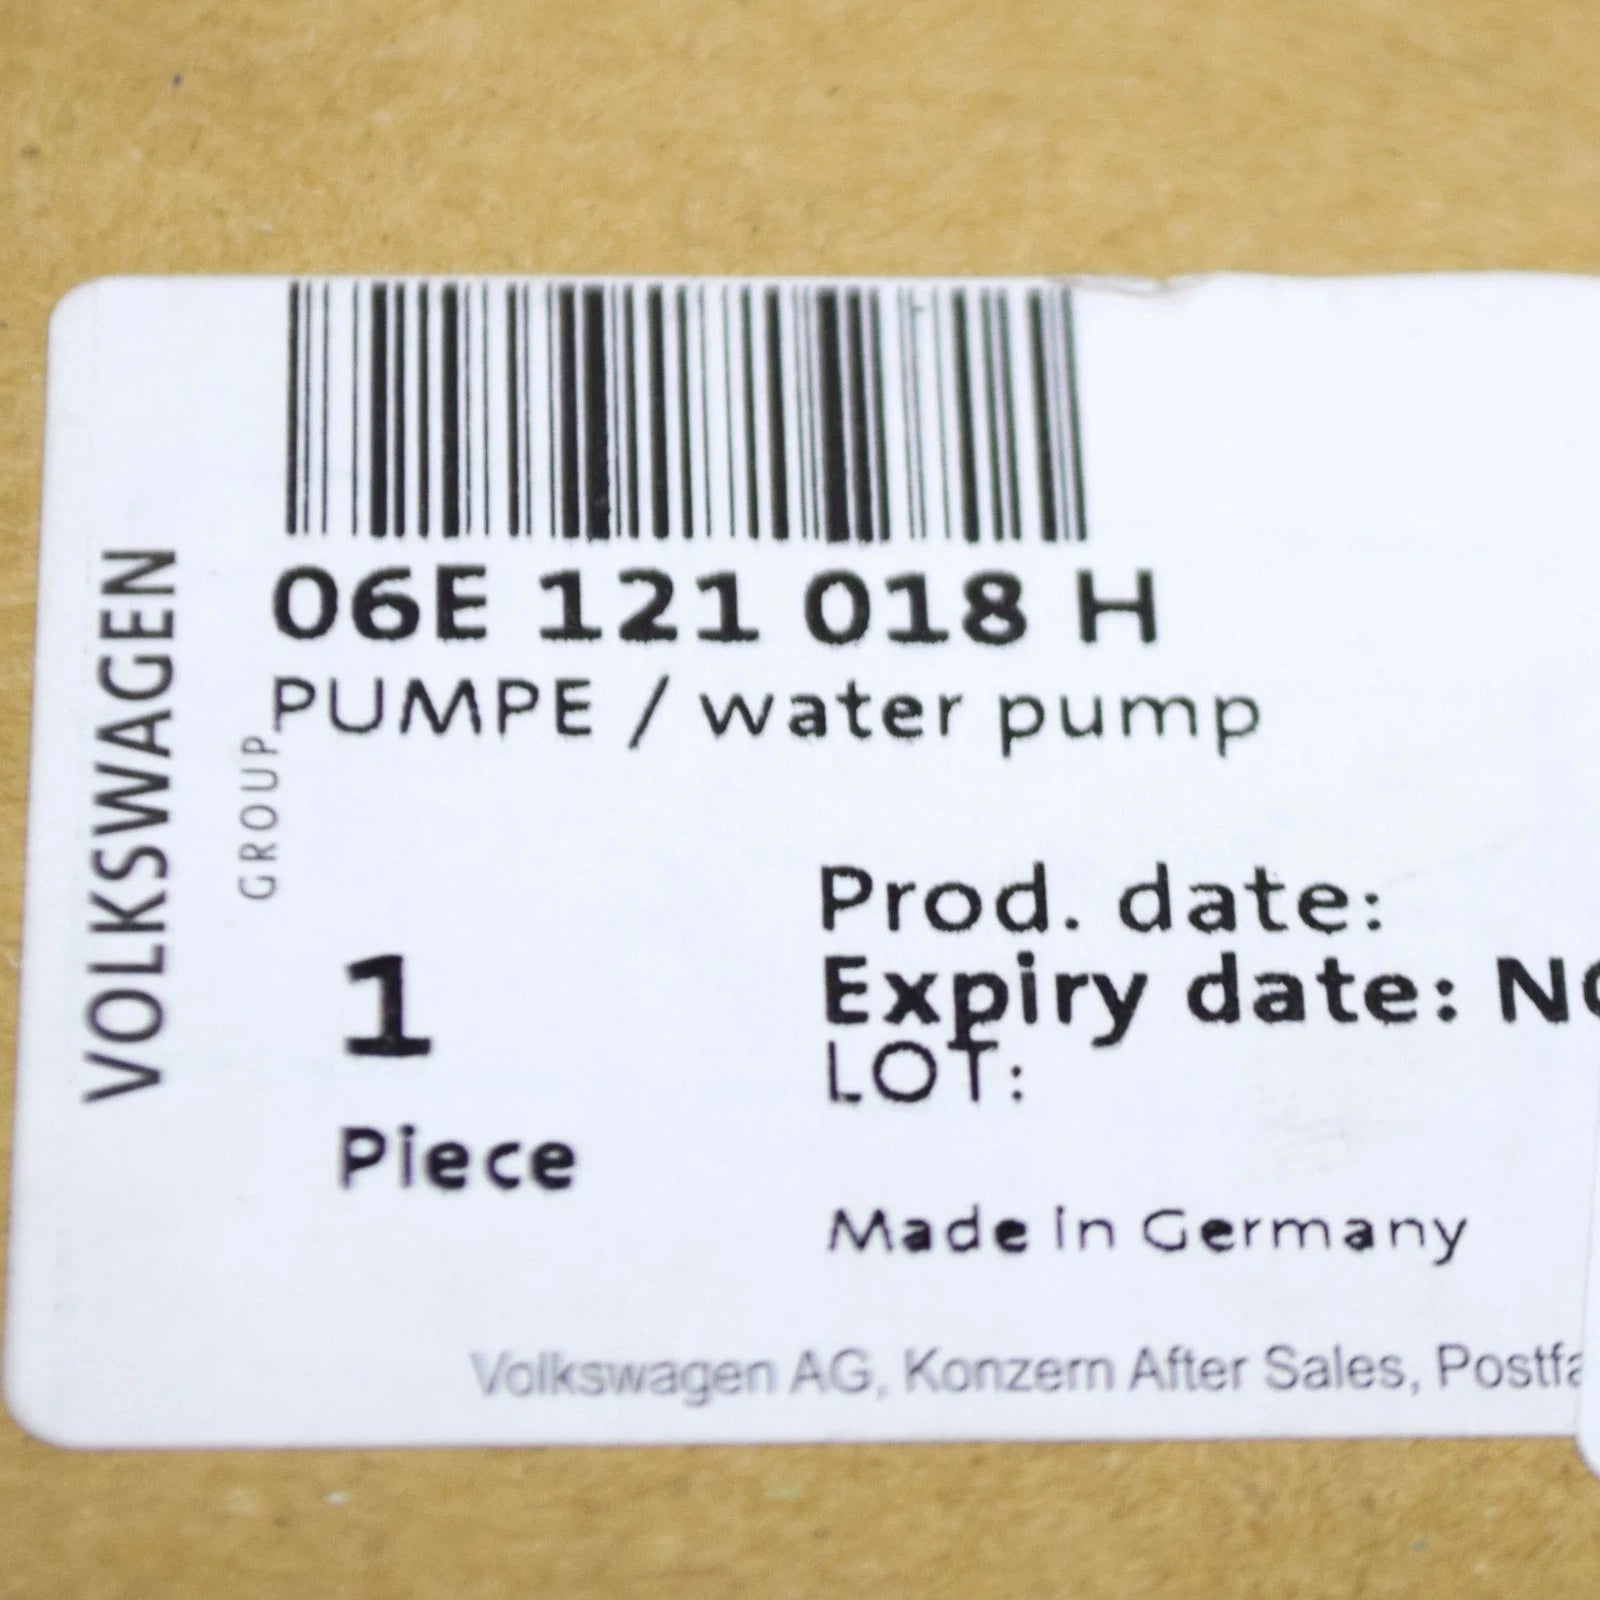 VOLKSWAGEN
GROUP
06E 121 018 H
PUMPE / water pump
1
Piece
Prod. date:
Expiry date:
LOT:
Made in Germany
Volkswagen AG, Konzern After Sales,